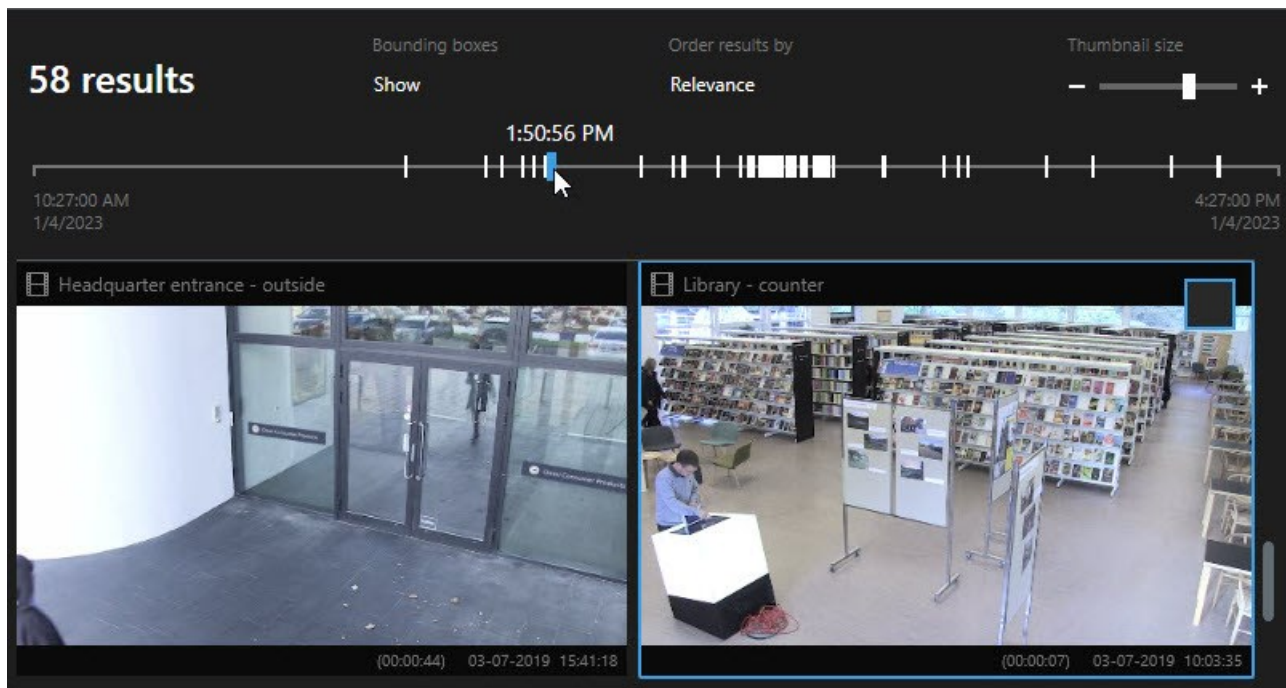 58 results
Bounding boxes
Show
Order results by
Relevance
Thumbnail size
1:50:56 PM
10:27:00 AM
1/4/2023
4:27:00 PM
1/4/2023
Headquarter entrance - outside
Library - counter
(00:00:44) 03-07-2019 15:41:18
(00:00:07) 03-07-2019 10:03:35